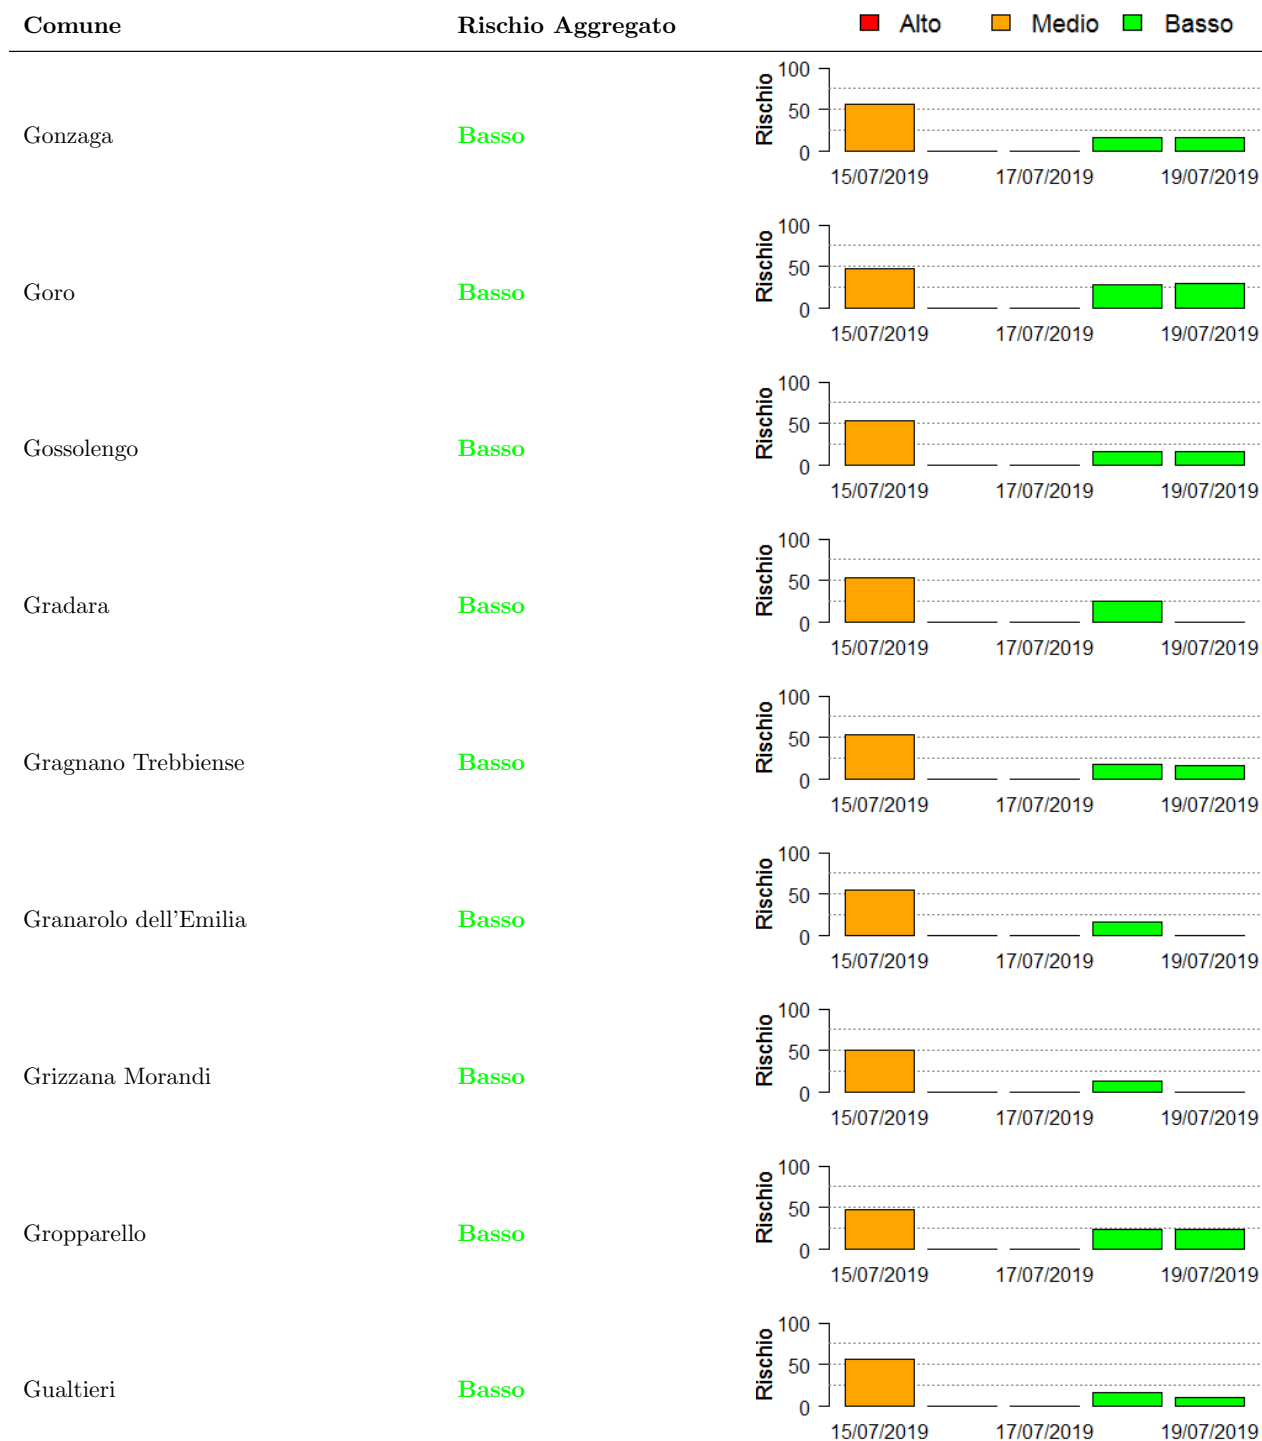 Comune Rischio Aggregato Alto Medio Basso
100
50
0
Rischio
Gonzaga Basso
15/07/2019 17/07/2019 19/07/2019
100
50
0
Rischio
Goro Basso
15/07/2019 17/07/2019 19/07/2019
100
50
0
Rischio
Gossolengo Basso
15/07/2019 17/07/2019 19/07/2019
100
50
0
Rischio
Gradara Basso
15/07/2019 17/07/2019 19/07/2019
100
50
0
Rischio
Gragnano Trebbiense Basso
15/07/2019 17/07/2019 19/07/2019
100
50
0
Rischio
Granarolo dell'Emilia Basso
15/07/2019 17/07/2019 19/07/2019
100
50
0
Rischio
Grizzana Morandi Basso
15/07/2019 17/07/2019 19/07/2019
100
50
0
Rischio
Gropparello Basso
15/07/2019 17/07/2019 19/07/2019
100
50
0
Rischio
Gualtieri Basso
15/07/2019 17/07/2019 19/07/2019